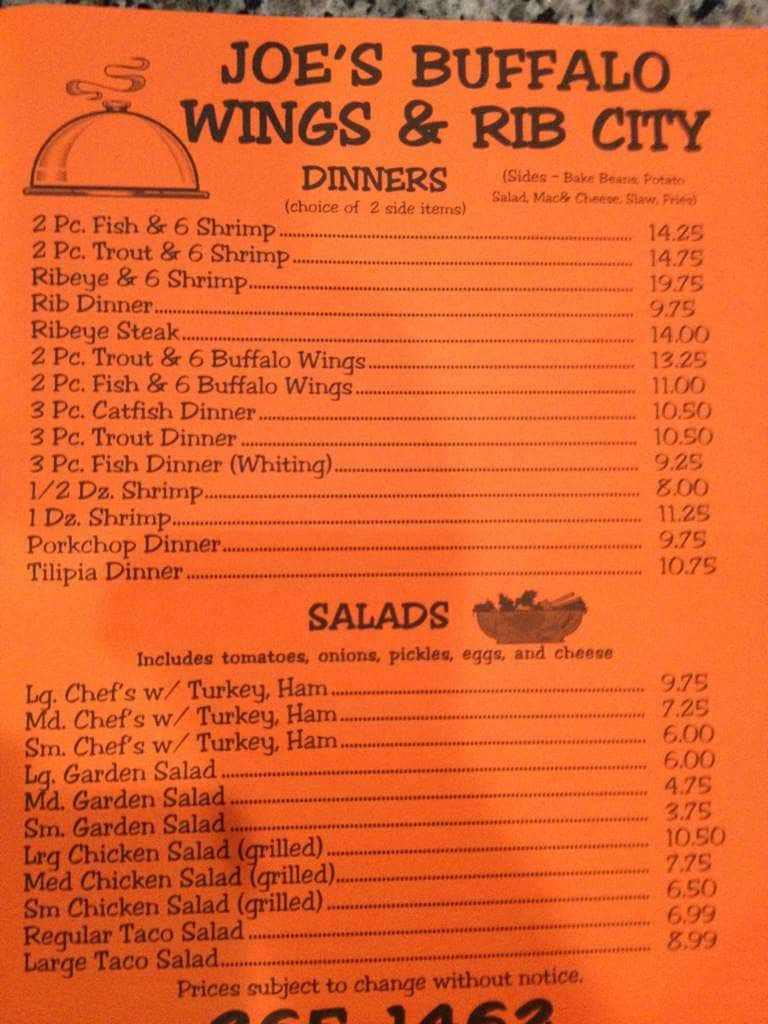 JOE'S BUFFALO
WINGS & RIB CITY
DINNERS
(choice of 2 side items)
(Sides - Bake Beans, Potato
Salad, Mac& Cheese, Slaw, Fries)
2 Pc. Fish & 6 Shrimp 14.25
2 Pc. Trout & 6 Shrimp 14.75
Ribeye & 6 Shrimp 19.75
Rib Dinner 9.75
Ribeye Steak 14.00
2 Pc. Trout & 6 Buffalo Wings 13.25
2 Pc. Fish & 6 Buffalo Wings 11.00
3 Pc. Catfish Dinner 10.50
3 Pc. Trout Dinner 10.50
3 Pc. Fish Dinner (Whiting) 9.25
1/2 Dz. Shrimp 8.00
1 Dz. Shrimp 11.25
Porkchop Dinner 9.75
Tilipia Dinner 10.75
SALADS
Includes tomatoes, onions, pickles, eggs, and cheese
Lg. Chef's w/ Turkey, Ham 9.75
Md. Chef's w/ Turkey, Ham 7.25
Sm. Chef's w/ Turkey, Ham 6.00
Lg. Garden Salad 6.00
Md. Garden Salad 4.75
Sm. Garden Salad 3.75
Lrg Chicken Salad (grilled) 10.50
Med Chicken Salad (grilled) 7.75
Sm Chicken Salad (grilled) 6.50
Regular Taco Salad 6.99
Large Taco Salad 8.99
Prices subject to change without notice.